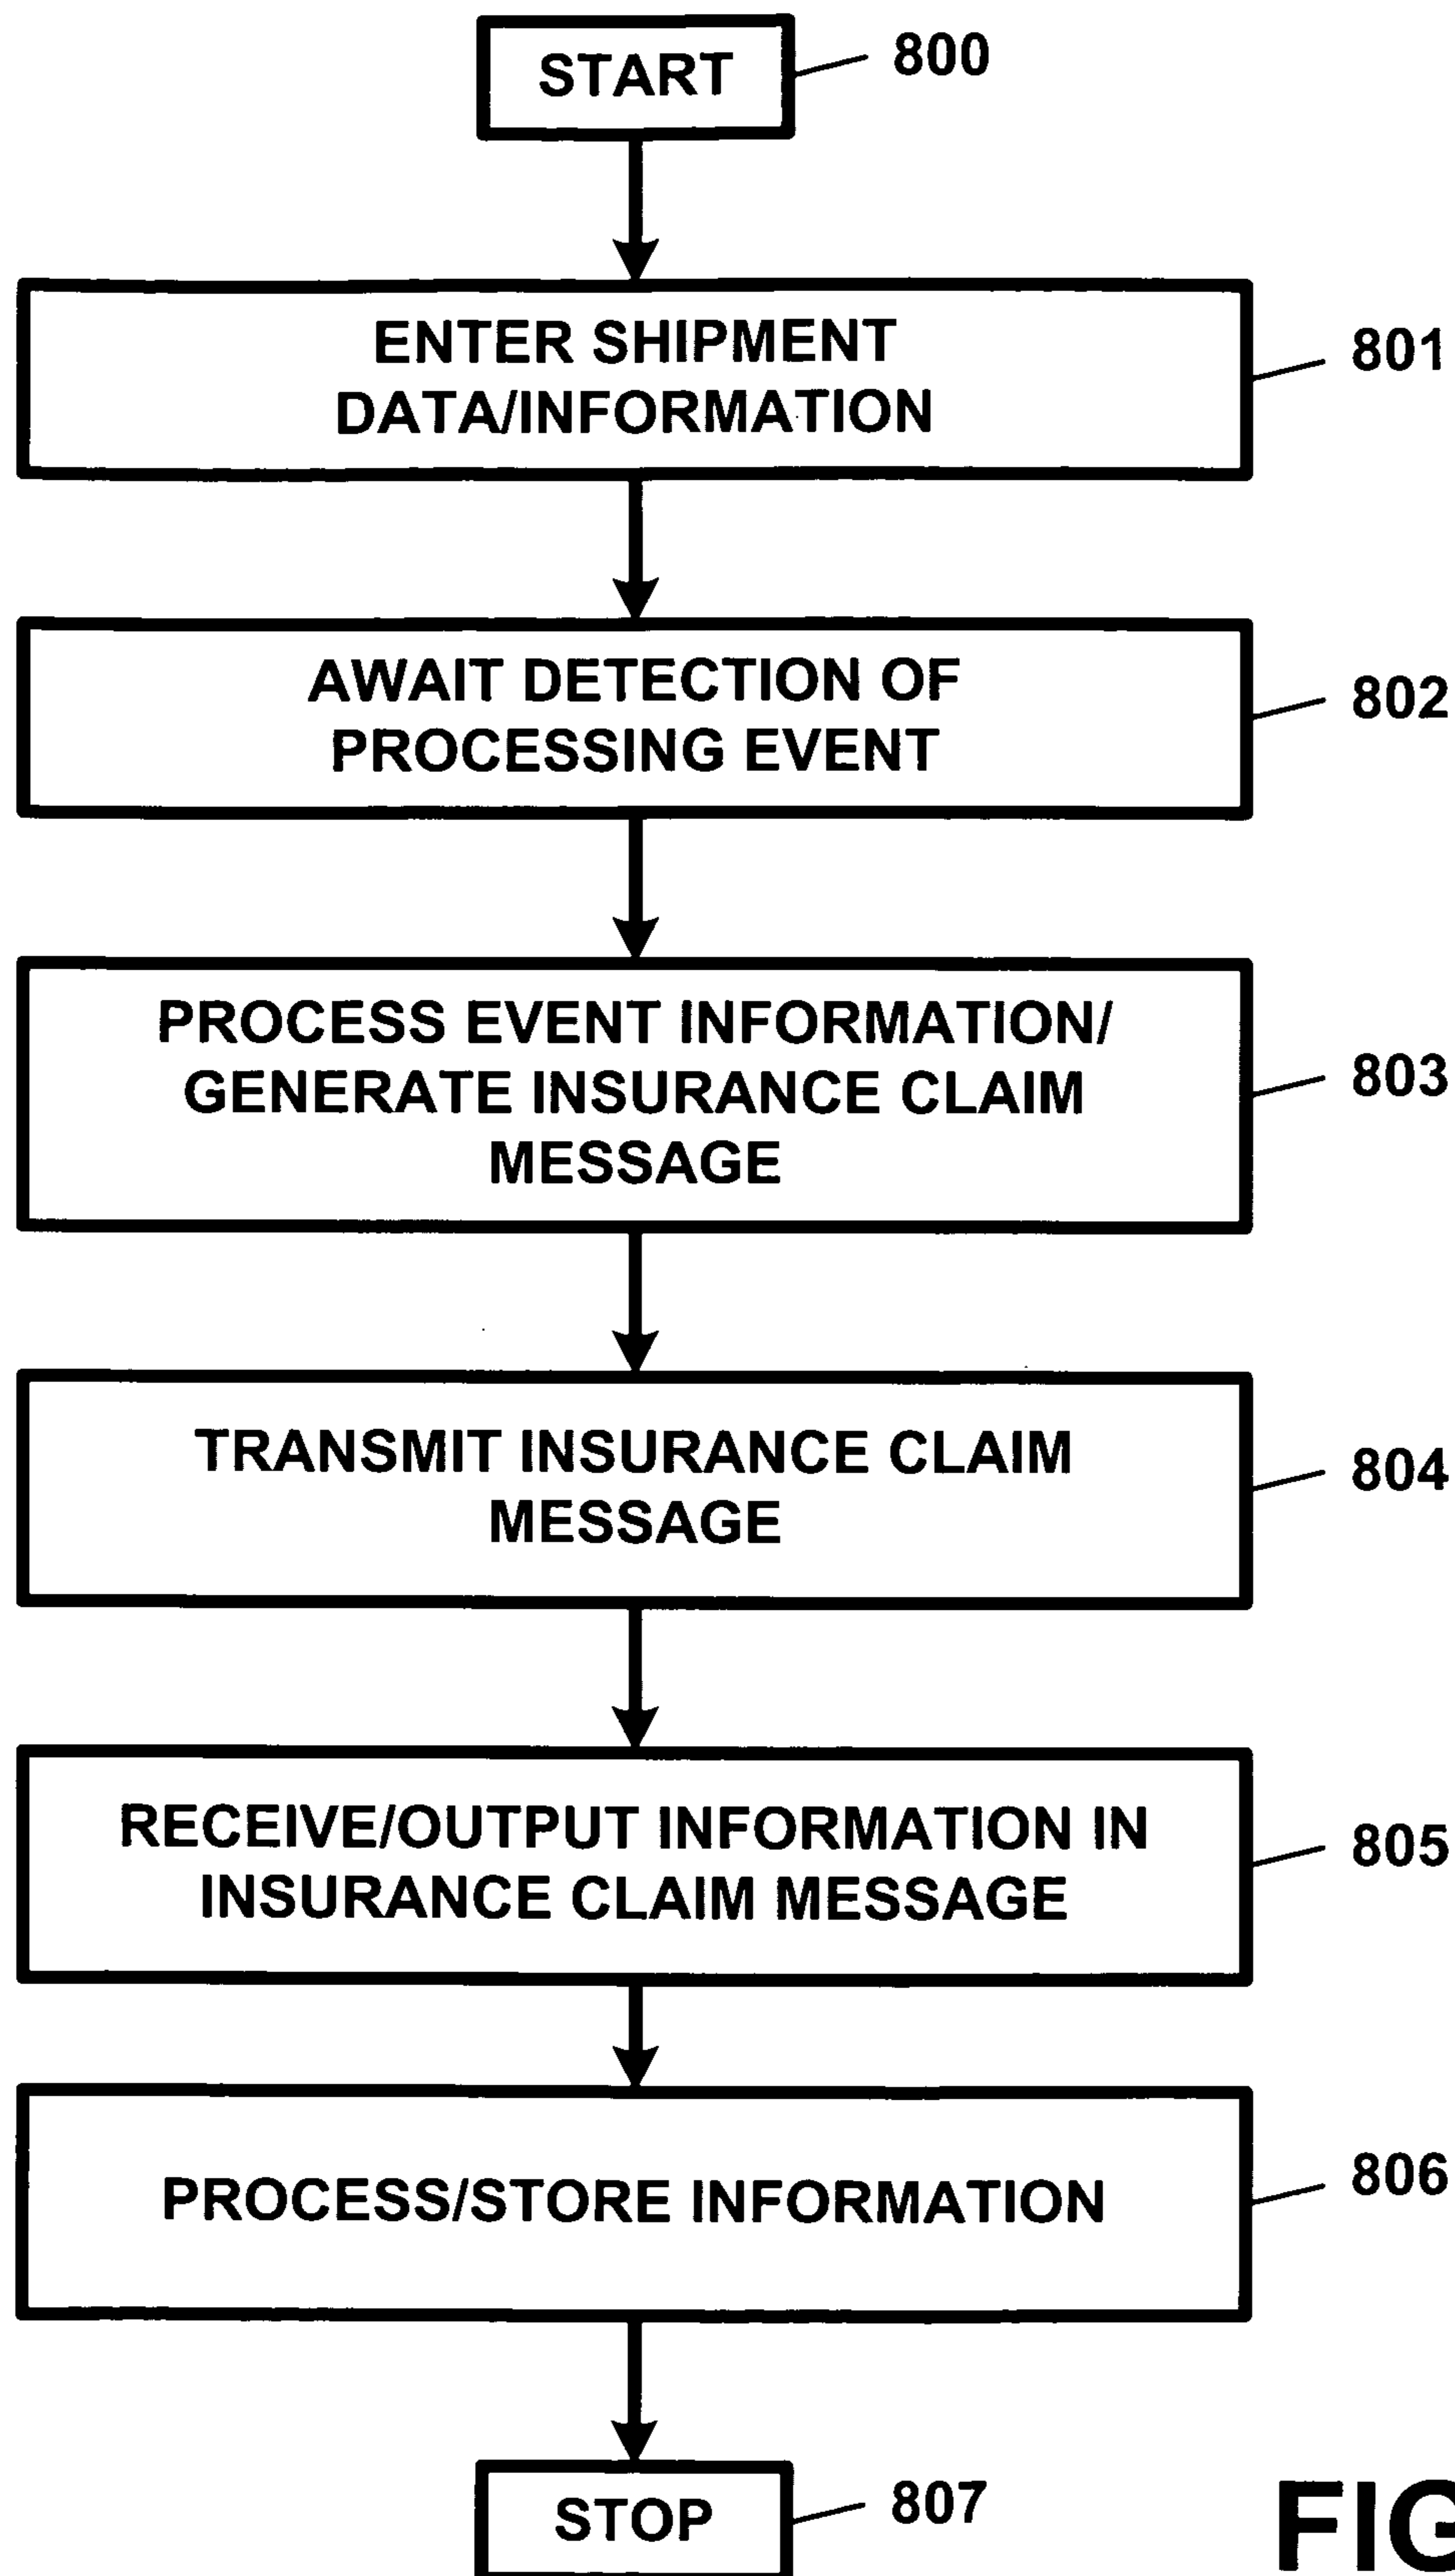 START
800
ENTER SHIPMENT
DATA/INFORMATION
801
AWAIT DETECTION OF
PROCESSING EVENT
802
PROCESS EVENT INFORMATION/
GENERATE INSURANCE CLAIM
MESSAGE
803
TRANSMIT INSURANCE CLAIM
MESSAGE
804
RECEIVE/OUTPUT INFORMATION IN
INSURANCE CLAIM MESSAGE
805
PROCESS/STORE INFORMATION
806
STOP
807
FIG